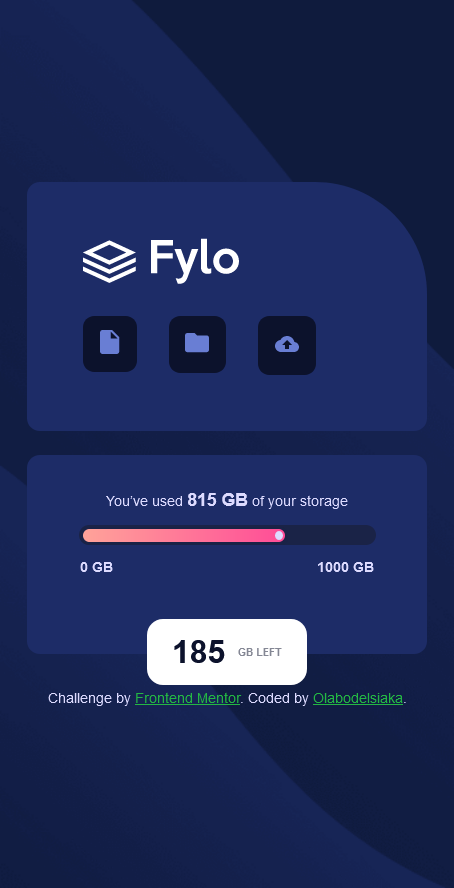 Fylo
You’ve used 815 GB of your storage
0 GB 1000 GB
185 GB LEFT
Challenge by Frontend Mentor. Coded by Olabodelsiaka.